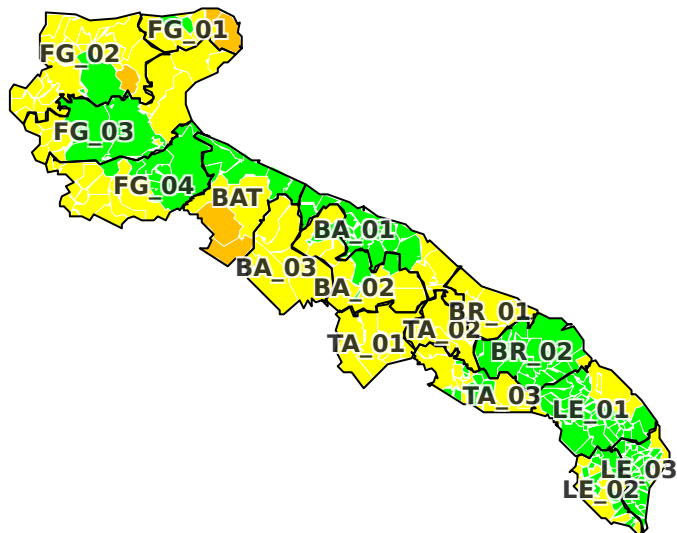 FG_01
FG_02
FG_03
FG_04
BAT
BA_01
BA_03
BA_02
BR_01
TA_02
TA_01
BR_02
TA_03
LE_01
LE_03
LE_02